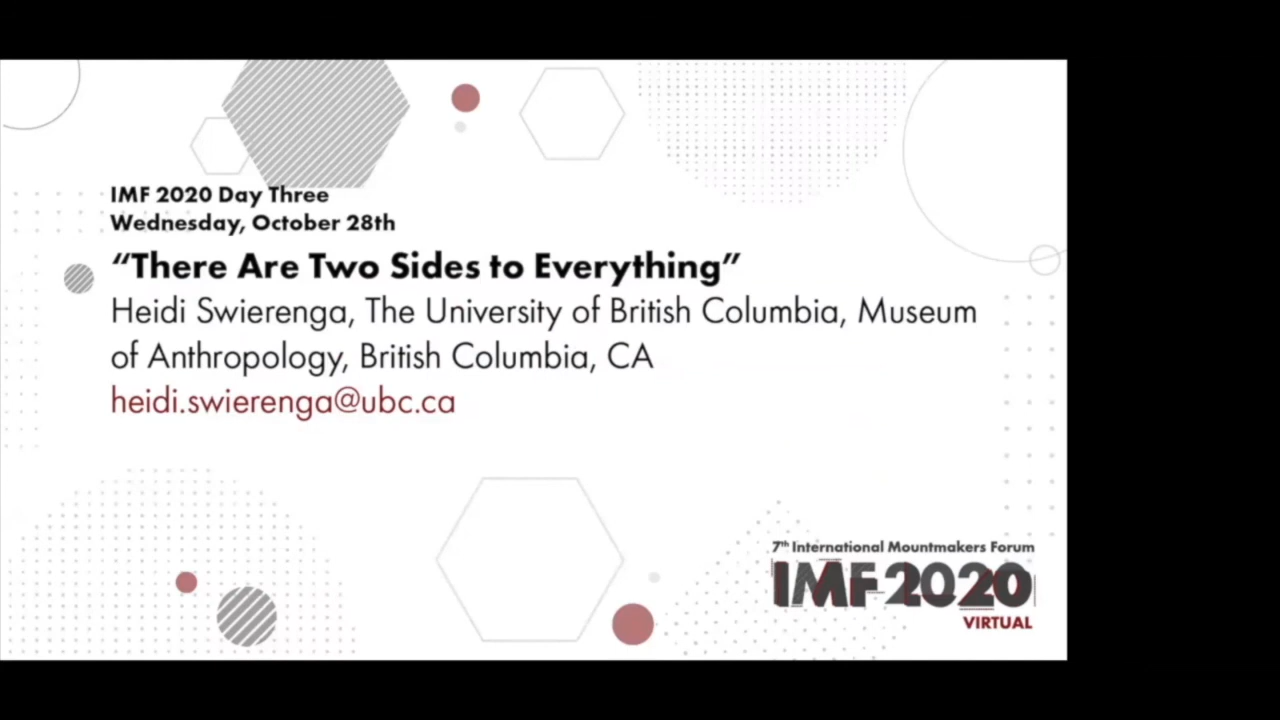 IMF 2020 Day Three
Wednesday, October 28th
“There Are Two Sides to Everything”
Heidi Swierenga, The University of British Columbia, Museum
of Anthropology, British Columbia, CA
heidi.swierenga@ubc.ca
7th International Mountmakers Forum
IMF 2020
VIRTUAL